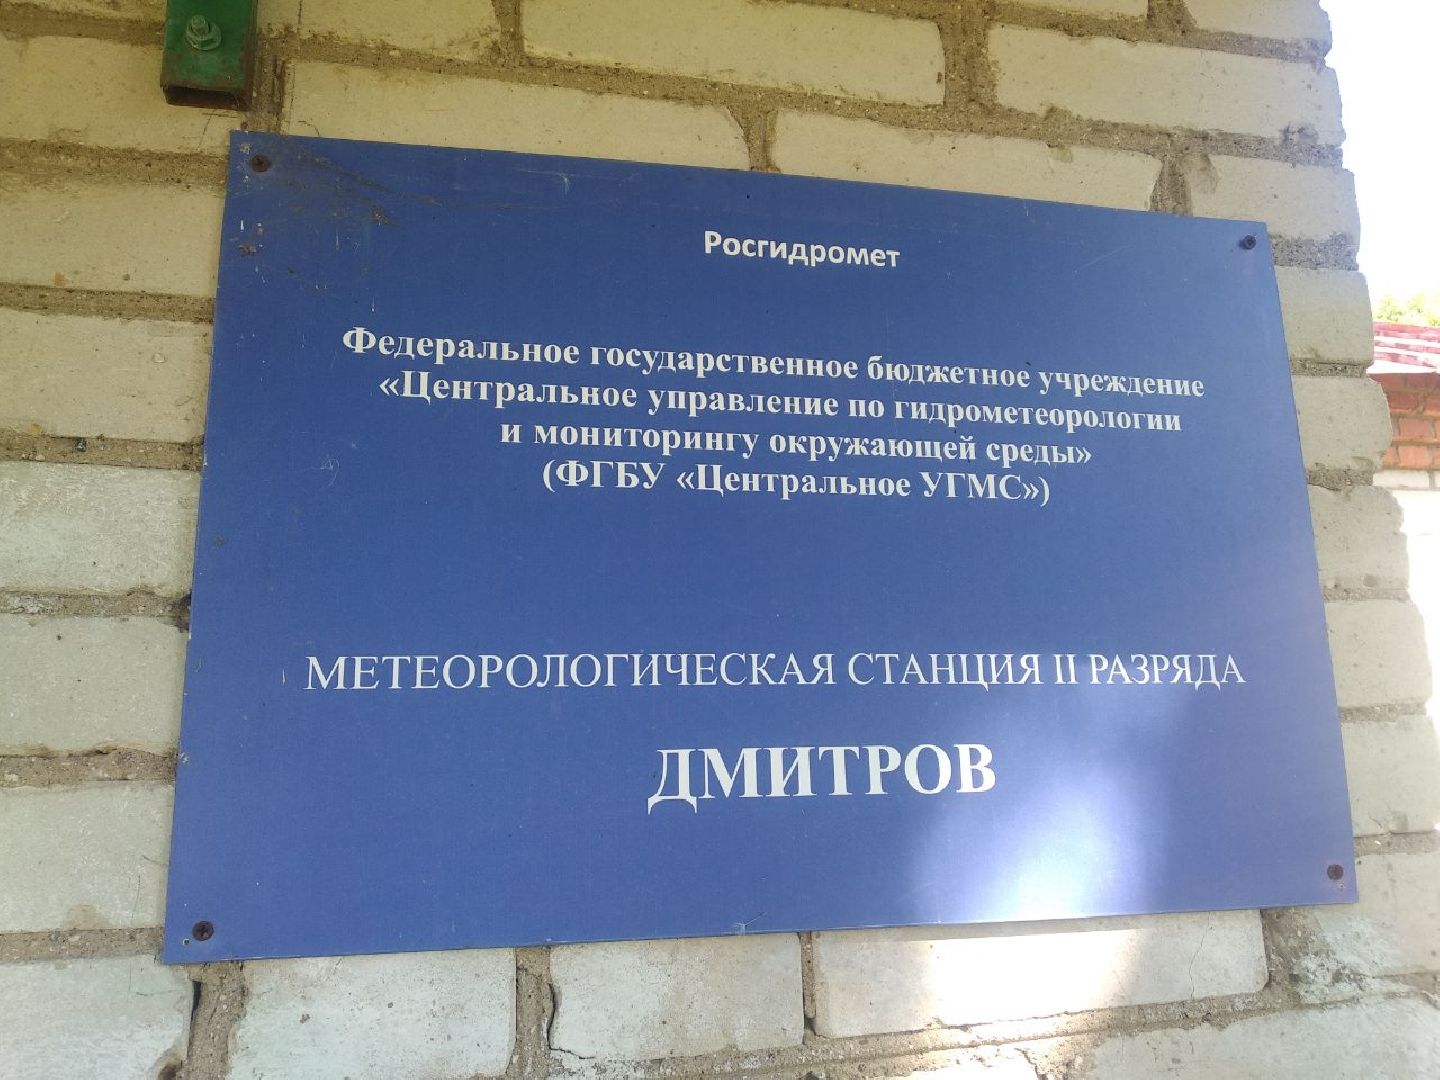 Росгидромет
Федеральное государственное бюджетное учреждение
«Центральное управление по гидрометеорологии
и мониторингу окружающей среды»
(ФГБУ «Центральное УГМС»)
МЕТЕОРОЛОГИЧЕСКАЯ СТАНЦИЯ II РАЗРЯДА
ДМИТРОВ